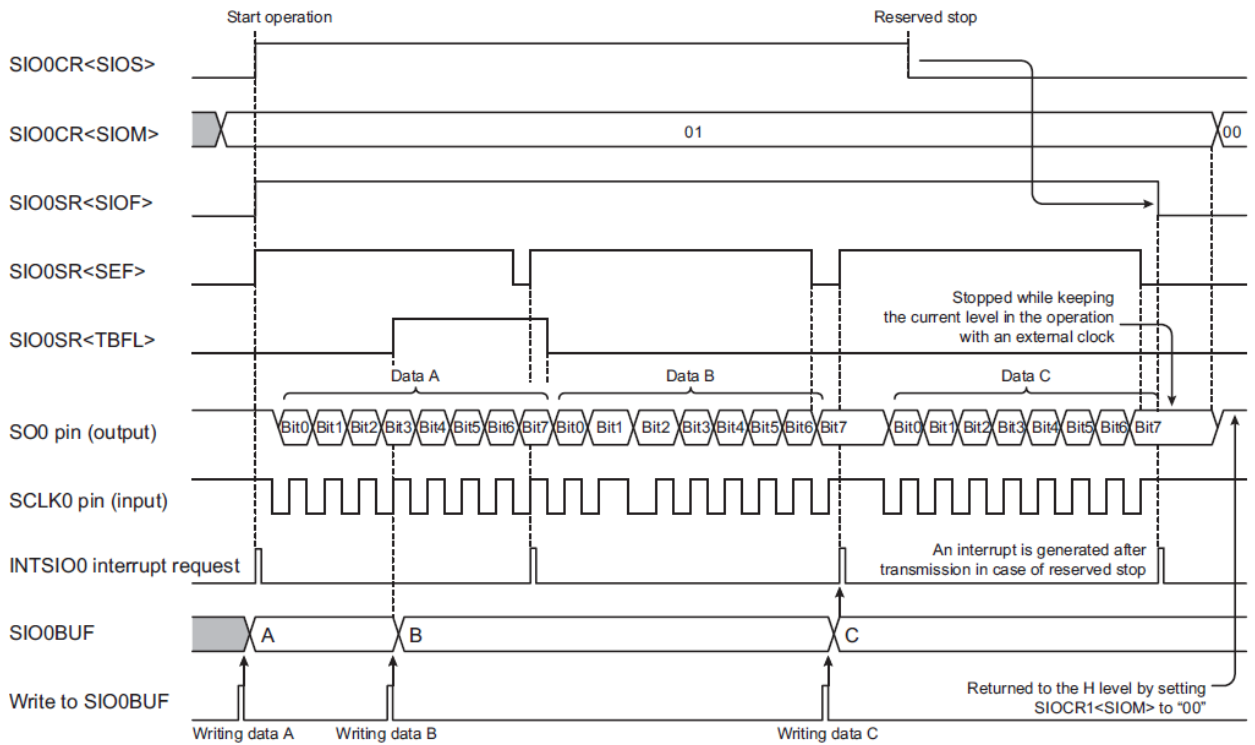 Start operation
Reserved stop
SIO0CR<SIOS>
SIO0CR<SIOM>
01
00
SIO0SR<SIOF>
SIO0SR<SEF>
Stopped while keeping
the current level in the operation
with an external clock
SIO0SR<TBFL>
Data A
Data B
Data C
SO0 pin (output)
Bit0 Bit1 Bit2 Bit3 Bit4 Bit5 Bit6 Bit7 Bit0 Bit1 Bit2 Bit3 Bit4 Bit5 Bit6 Bit7 Bit0 Bit1 Bit2 Bit3 Bit4 Bit5 Bit6 Bit7
SCLK0 pin (input)
INTSIO0 interrupt request
An interrupt is generated after
transmission in case of reserved stop
SIO0BUF
A
B
C
Write to SIO0BUF
Returned to the H level by setting
SIOCR1<SIOM> to “00”
Writing data A
Writing data B
Writing data C